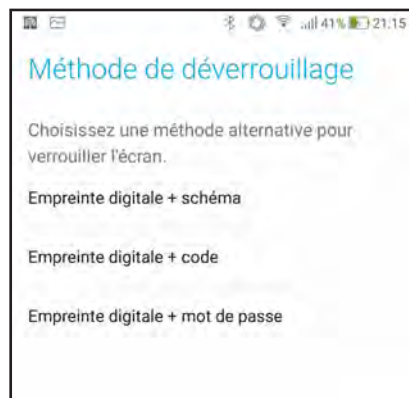 41% 21:15
Méthode de déverrouillage
Choisissez une méthode alternative pour
verrouiller l'écran.
Empreinte digitale + schéma
Empreinte digitale + code
Empreinte digitale + mot de passe